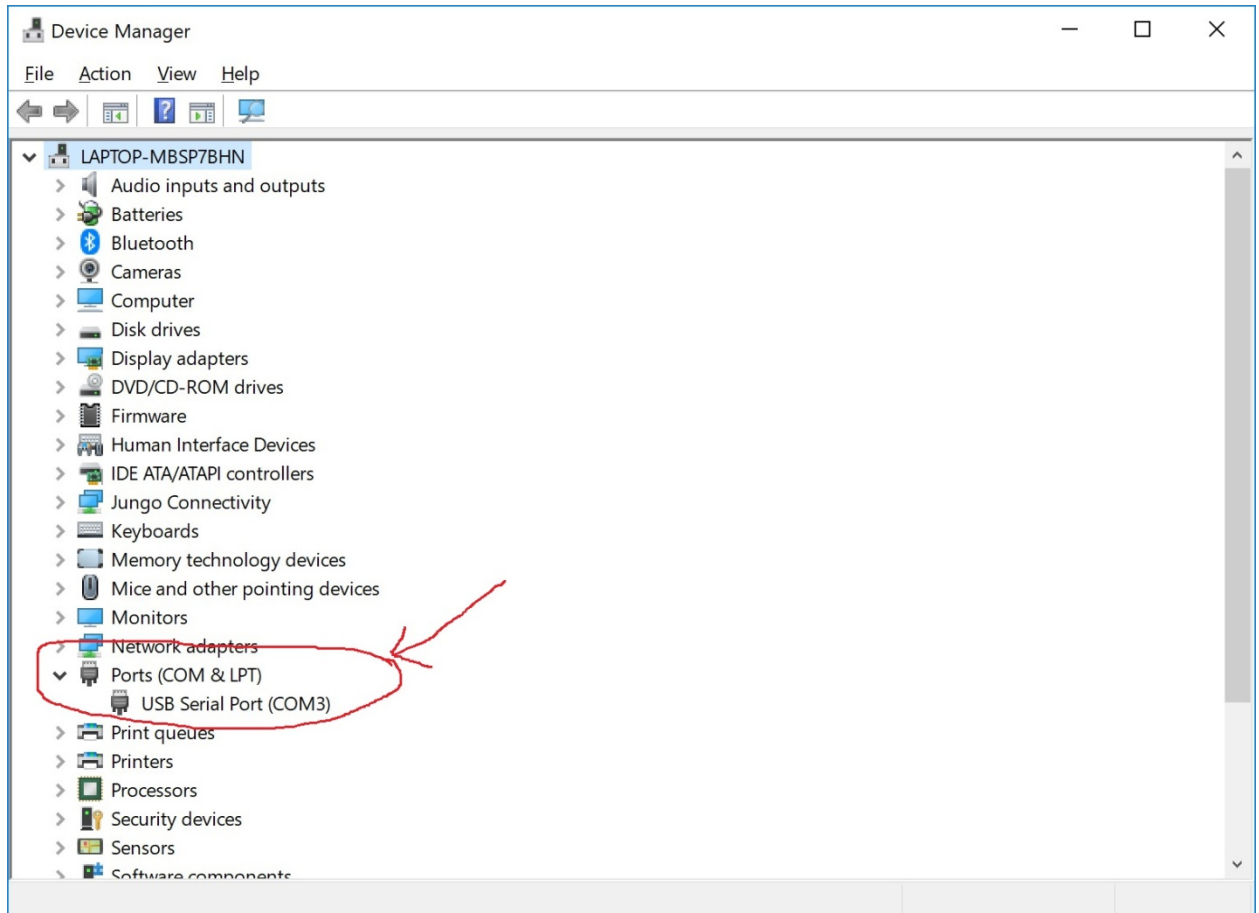 Device Manager
File Action View Help
LAPTOP-MBSP7BHN
Audio inputs and outputs
Batteries
Bluetooth
Cameras
Computer
Disk drives
Display adapters
DVD/CD-ROM drives
Firmware
Human Interface Devices
IDE ATA/ATAPI controllers
Jungo Connectivity
Keyboards
Memory technology devices
Mice and other pointing devices
Monitors
Network adapters
Ports (COM & LPT)
USB Serial Port (COM3)
Print queues
Printers
Processors
Security devices
Sensors
Software components